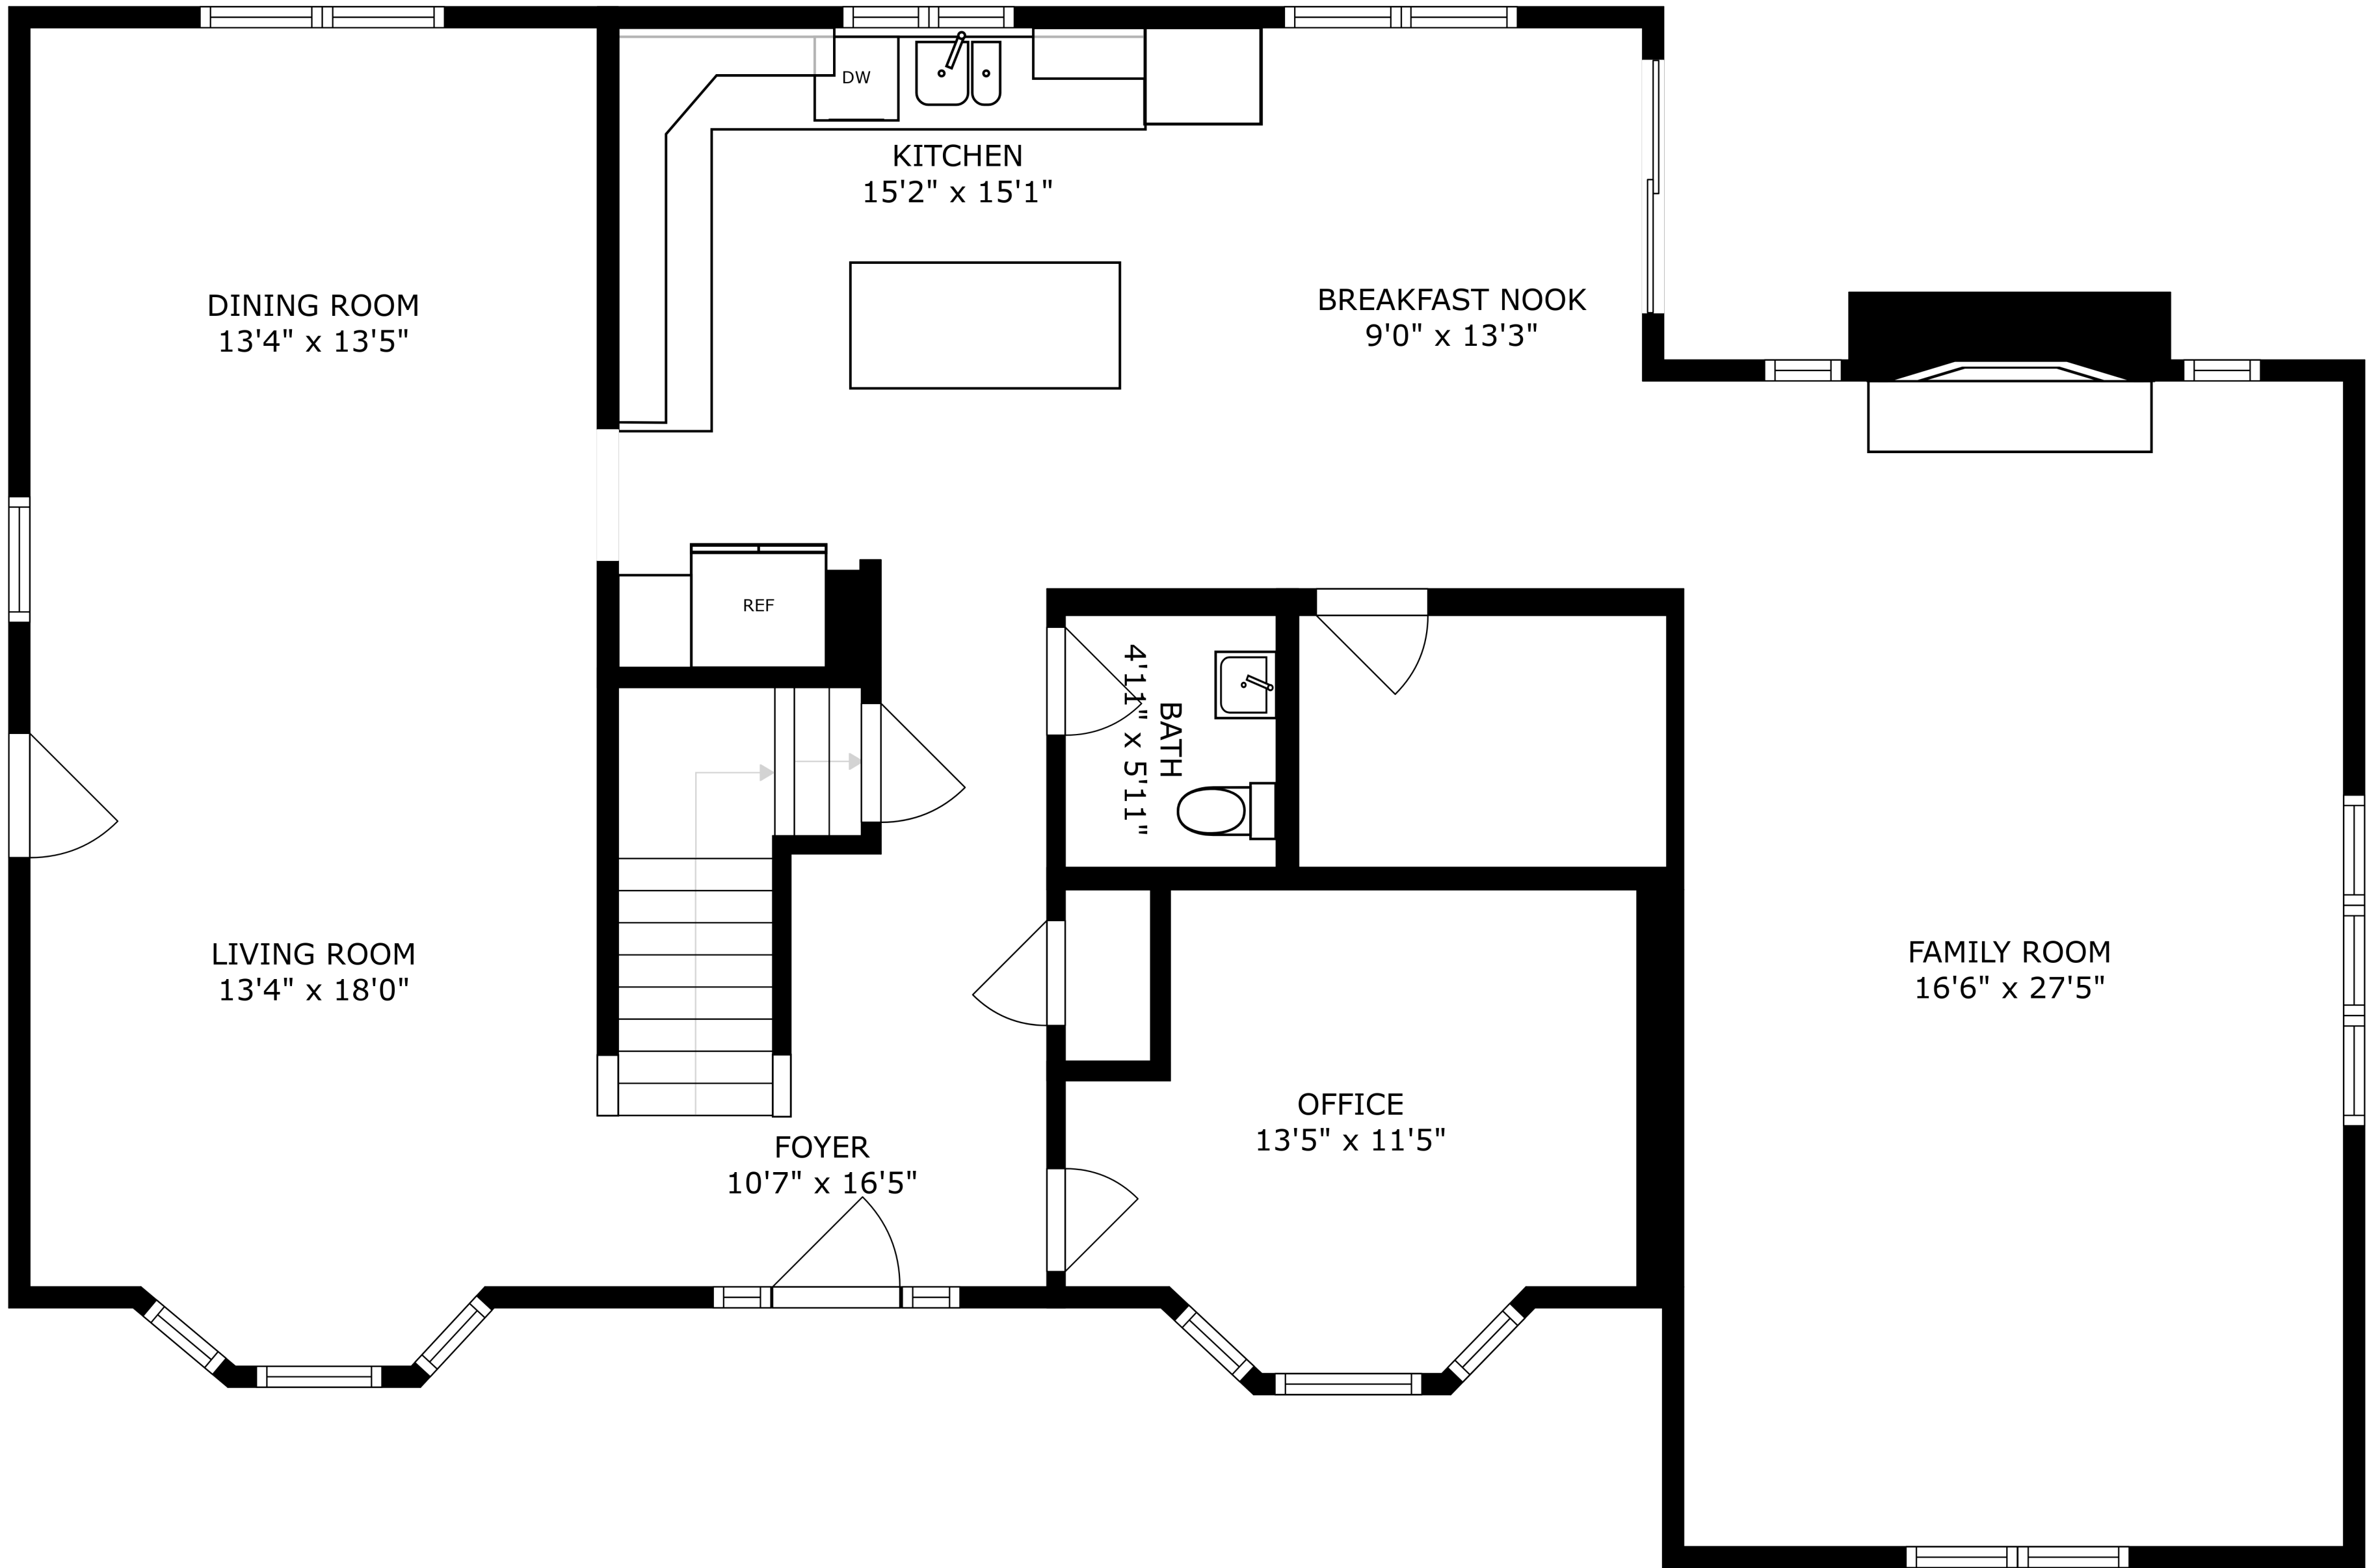 DW
KITCHEN
15'2" x 15'1"
DINING ROOM
13'4" x 13'5"
BREAKFAST NOOK
9'0" x 13'3"
REF
BATH
4'11" x 5'11"
LIVING ROOM
13'4" x 18'0"
FAMILY ROOM
16'6" x 27'5"
OFFICE
13'5" x 11'5"
FOYER
10'7" x 16'5"